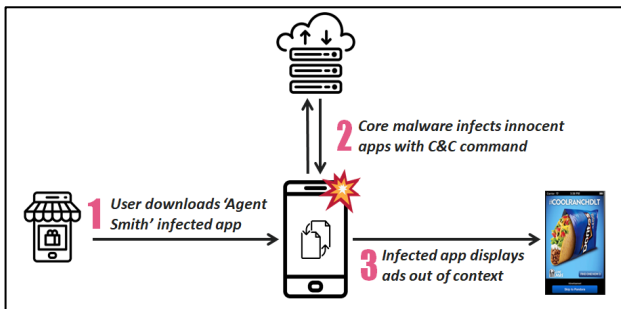 2 Core malware infects innocent
apps with C&C command
1 User downloads 'Agent
Smith' infected app
#COOLRANCHDLT
3 Infected app displays
ads out of context